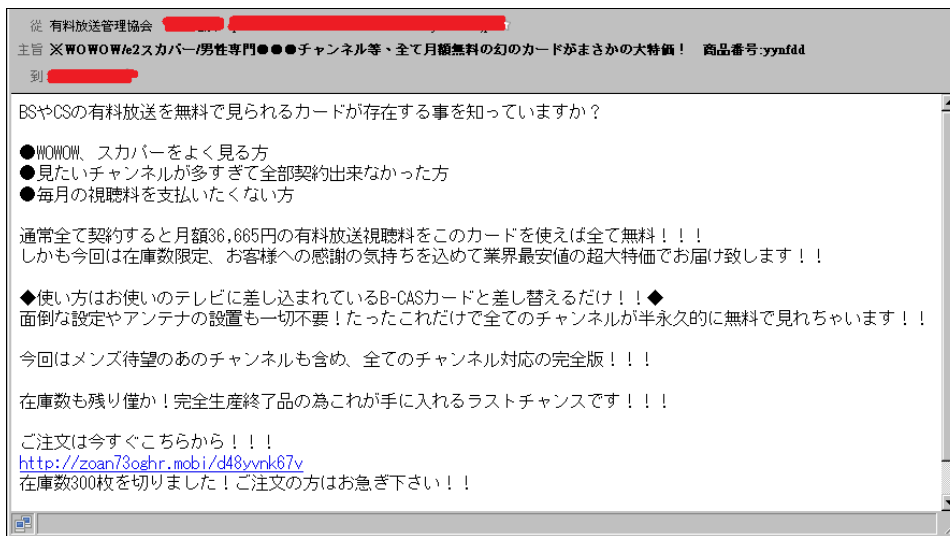 從 有料放送管理協会
主旨 ※WOWOW/e2スカパー/男性専門●●●チャンネル等、全て月額無料の幻のカードがまさかの大特価！ 商品番号:yynfdd
到
BSやCSの有料放送を無料で見られるカードが存在する事を知っていますか？
●WOWOW、スカパーをよく見る方
●見たいチャンネルが多すぎて全部契約出来なかった方
●毎月の視聴料を支払いたくない方
通常全て契約すると月額36,665円の有料放送視聴料をこのカードを使えば全て無料！！！
しかも今回は在庫数限定、お客様への感謝の気持ちを込めて業界最安値の超大特価でお届け致します！！
◆使い方はお使いのテレビに差し込まれているB-CASカードと差し替えるだけ！！◆
面倒な設定やアンテナの設置も一切不要！たったこれだけで全てのチャンネルが半永久的に無料で見れちゃいます！！
今回はメンズ待望のあのチャンネルも含め、全てのチャンネル対応の完全版！！！
在庫数も残り僅か！完全生産終了品の為これが手に入れるラストチャンスです！！！
ご注文は今すぐこちらから！！！
http://zoan73oghr.mobi/d48yvnk67v
在庫数300枚を切りました！ご注文の方はお急ぎ下さい！！